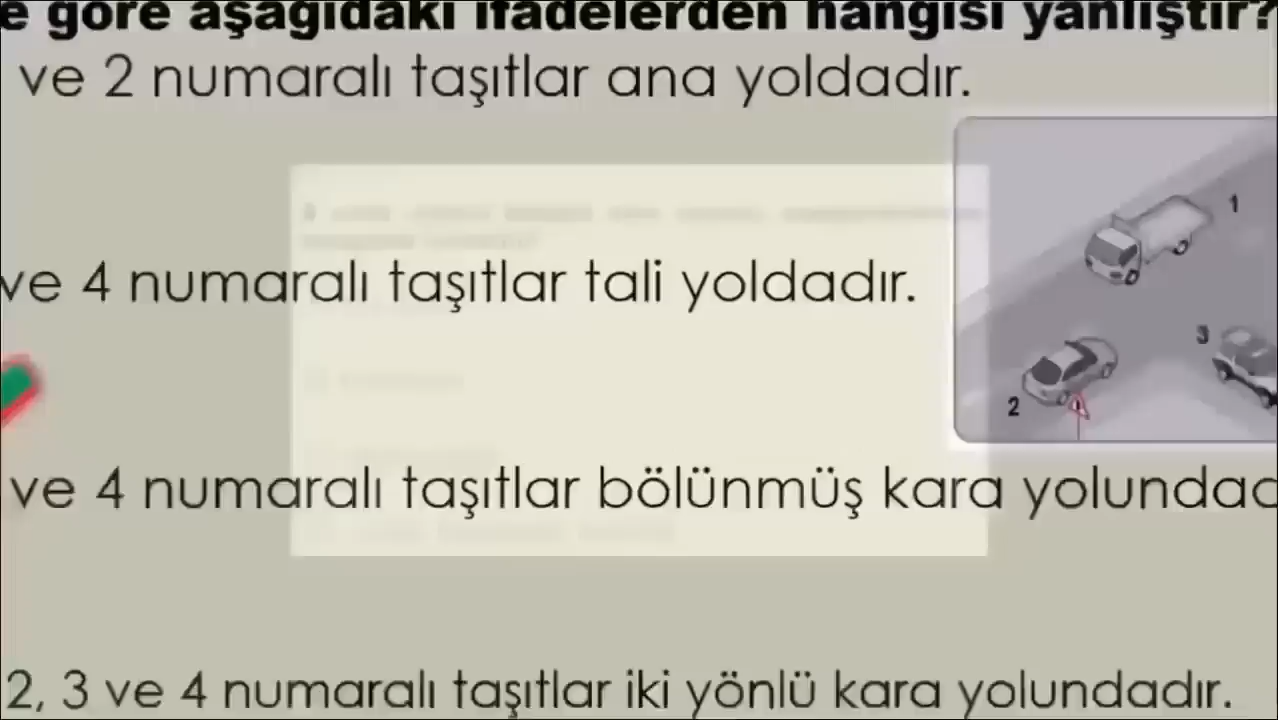 e göre aşağıdaki ifadelerden hangisi yanlıştır?
ve 2 numaralı taşıtlar ana yoldadır.
1
ve 4 numaralı taşıtlar tali yoldadır.
3
2
ve 4 numaralı taşıtlar bölünmüş kara yolundad
2, 3 ve 4 numaralı taşıtlar iki yönlü kara yolundadır.